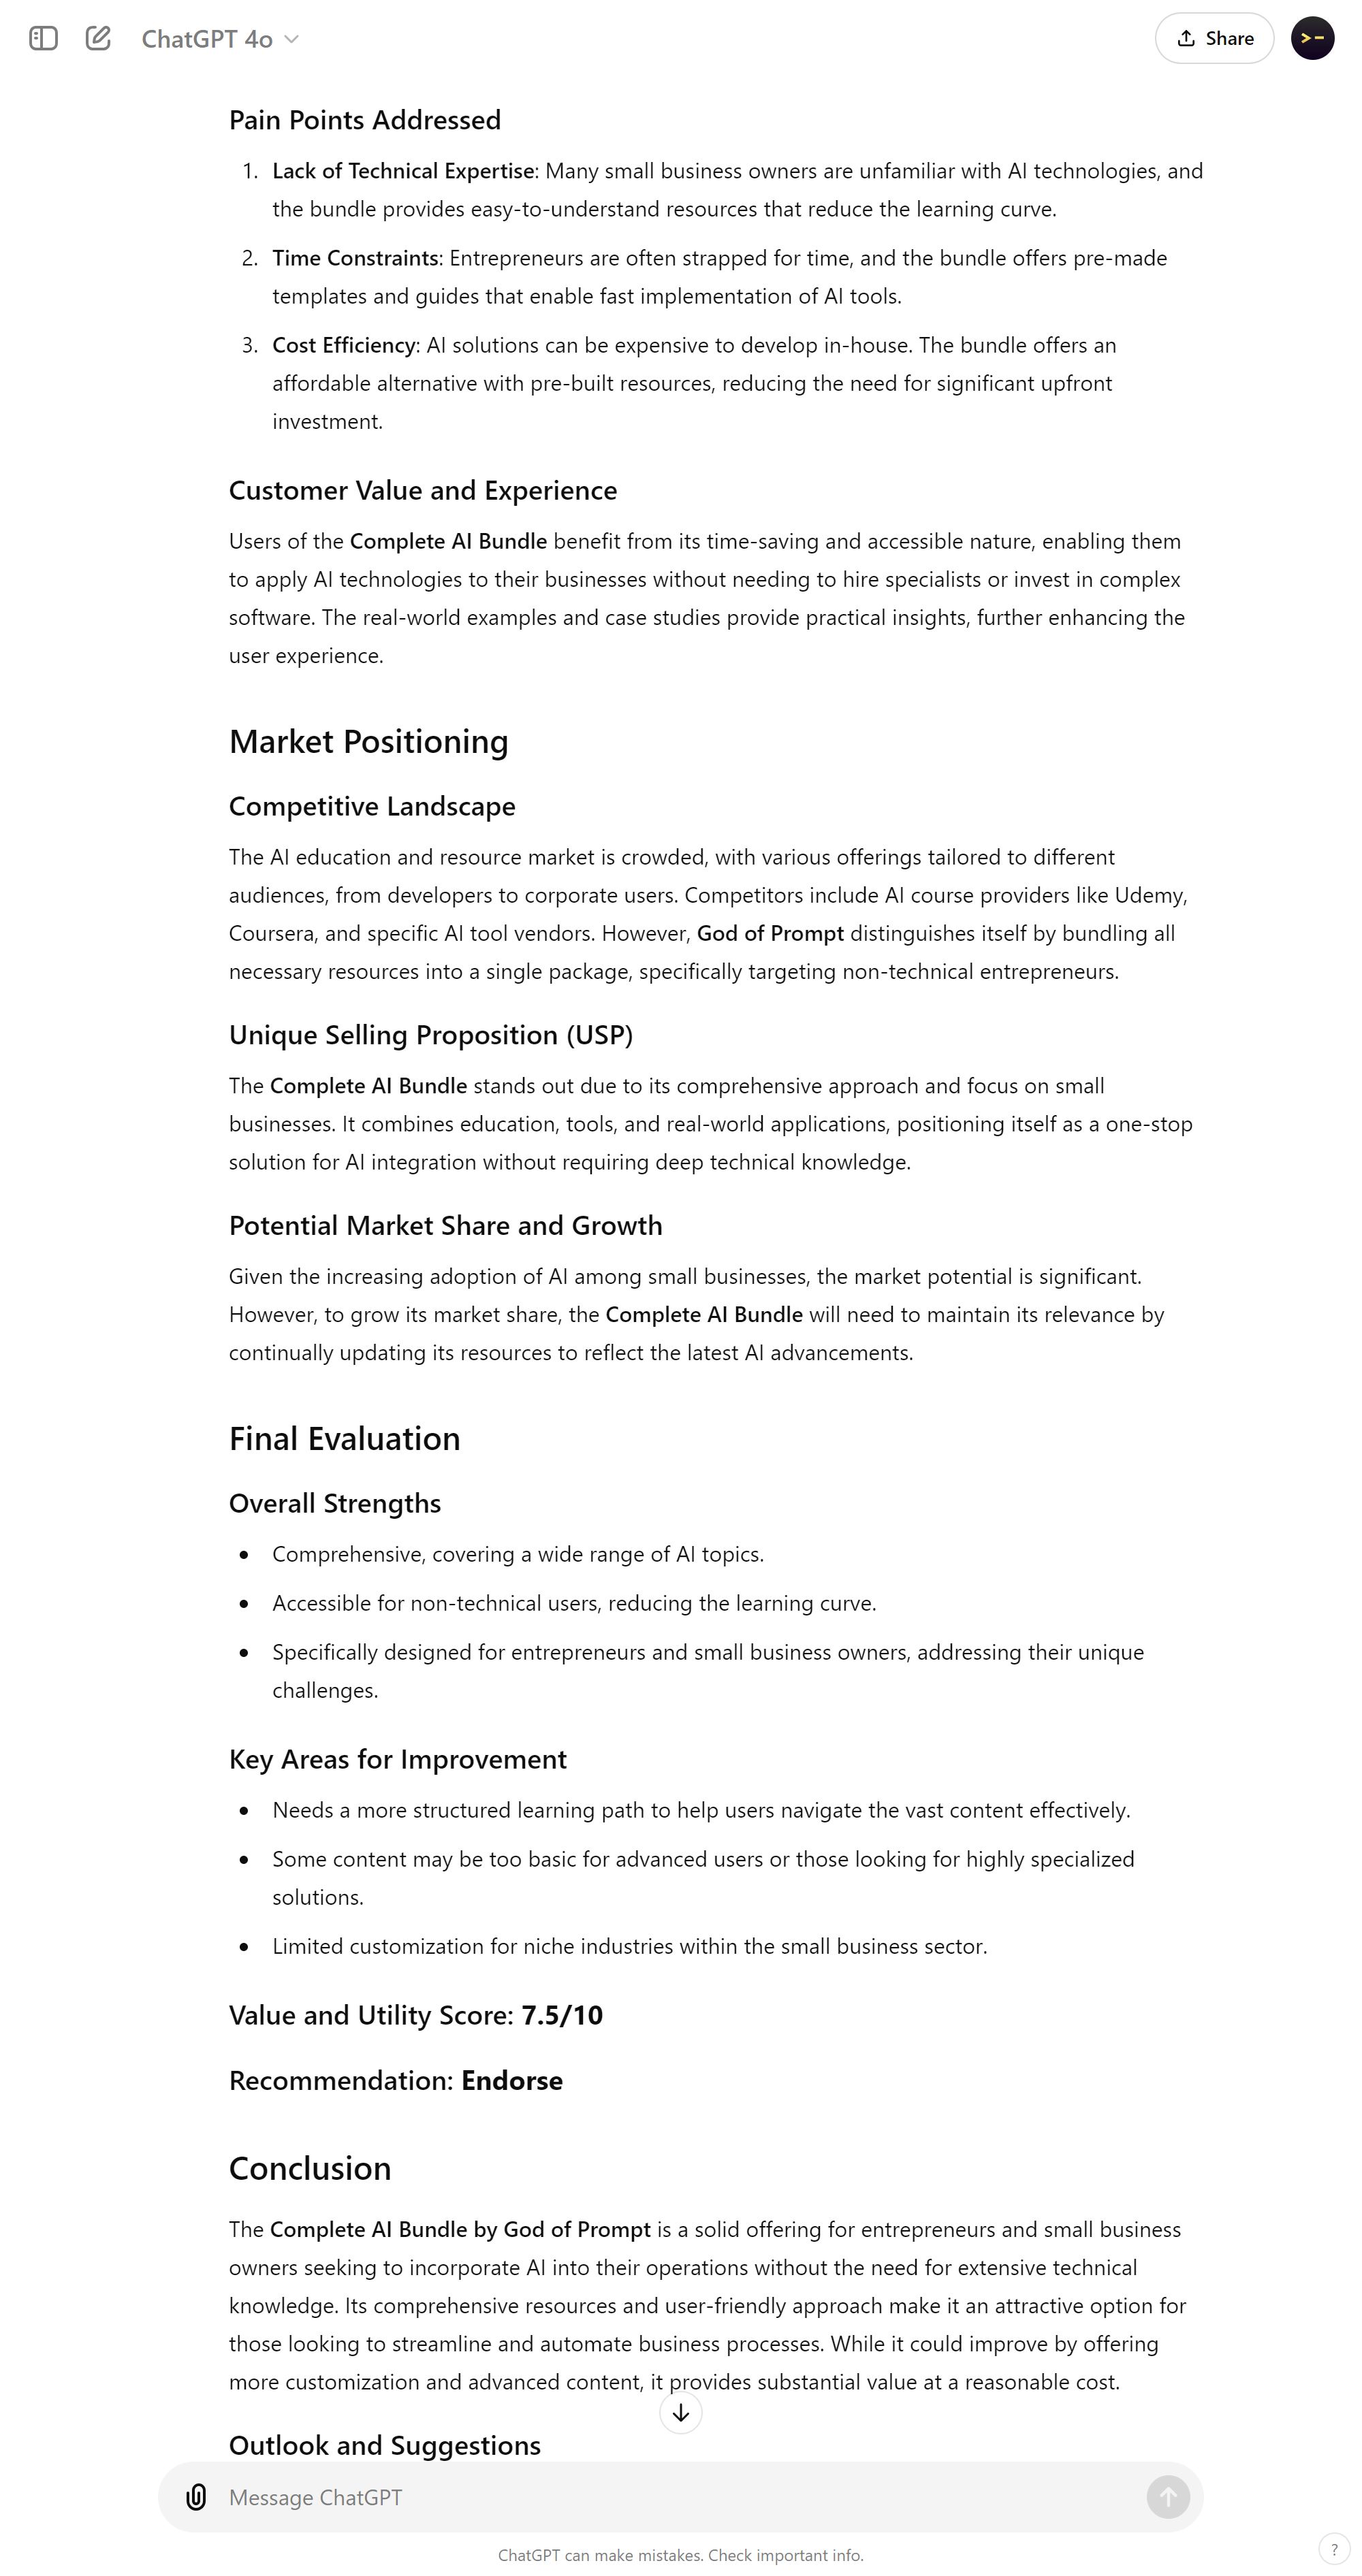 ChatGPT 4o
Share
Pain Points Addressed
1. Lack of Technical Expertise: Many small business owners are unfamiliar with AI technologies, and
the bundle provides easy-to-understand resources that reduce the learning curve.
2. Time Constraints: Entrepreneurs are often strapped for time, and the bundle offers pre-made
templates and guides that enable fast implementation of AI tools.
3. Cost Efficiency: AI solutions can be expensive to develop in-house. The bundle offers an
affordable alternative with pre-built resources, reducing the need for significant upfront
investment.
Customer Value and Experience
Users of the Complete AI Bundle benefit from its time-saving and accessible nature, enabling them
to apply AI technologies to their businesses without needing to hire specialists or invest in complex
software. The real-world examples and case studies provide practical insights, further enhancing the
user experience.
Market Positioning
Competitive Landscape
The AI education and resource market is crowded, with various offerings tailored to different
audiences, from developers to corporate users. Competitors include AI course providers like Udemy,
Coursera, and specific AI tool vendors. However, God of Prompt distinguishes itself by bundling all
necessary resources into a single package, specifically targeting non-technical entrepreneurs.
Unique Selling Proposition (USP)
The Complete AI Bundle stands out due to its comprehensive approach and focus on small
businesses. It combines education, tools, and real-world applications, positioning itself as a one-stop
solution for AI integration without requiring deep technical knowledge.
Potential Market Share and Growth
Given the increasing adoption of AI among small businesses, the market potential is significant.
However, to grow its market share, the Complete AI Bundle will need to maintain its relevance by
continually updating its resources to reflect the latest AI advancements.
Final Evaluation
Overall Strengths
• Comprehensive, covering a wide range of AI topics.
• Accessible for non-technical users, reducing the learning curve.
• Specifically designed for entrepreneurs and small business owners, addressing their unique
challenges.
Key Areas for Improvement
• Needs a more structured learning path to help users navigate the vast content effectively.
• Some content may be too basic for advanced users or those looking for highly specialized
solutions.
• Limited customization for niche industries within the small business sector.
Value and Utility Score: 7.5/10
Recommendation: Endorse
Conclusion
The Complete AI Bundle by God of Prompt is a solid offering for entrepreneurs and small business
owners seeking to incorporate AI into their operations without the need for extensive technical
knowledge. Its comprehensive resources and user-friendly approach make it an attractive option for
those looking to streamline and automate business processes. While it could improve by offering
more customization and advanced content, it provides substantial value at a reasonable cost.
Outlook and Suggestions
Message ChatGPT
ChatGPT can make mistakes. Check important info.
?